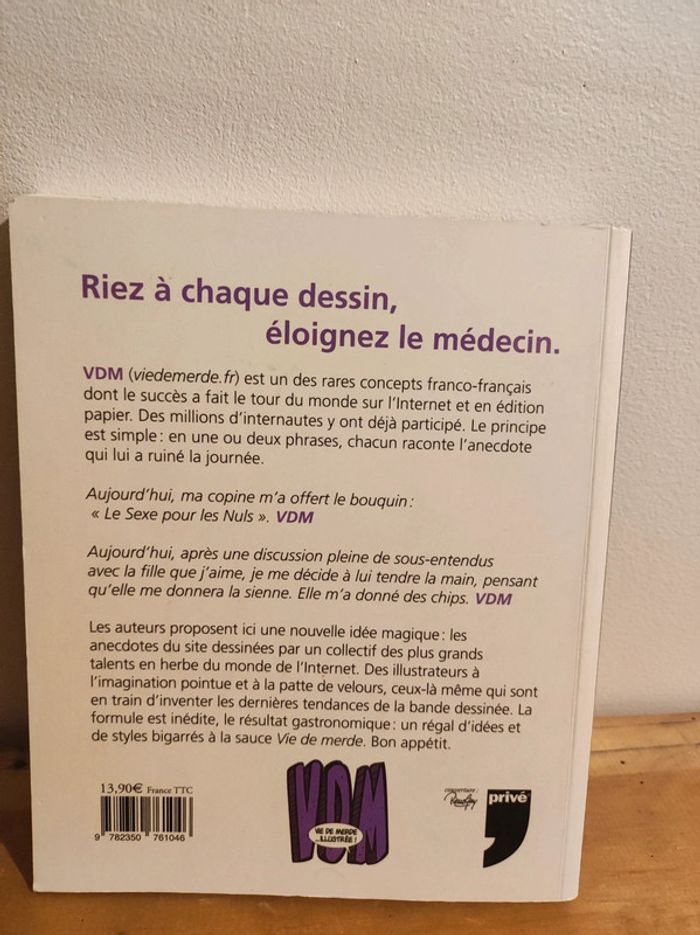 Riez à chaque dessin,
éloignez le médecin.
VDM (viedemerde.fr) est un des rares concepts franco-français
dont le succès a fait le tour du monde sur l'Internet et en édition
papier. Des millions d'internautes y ont déjà participé. Le principe
est simple : en une ou deux phrases, chacun raconte l'anecdote
qui lui a ruiné la journée.
Aujourd'hui, ma copine m'a offert le bouquin :
« Le Sexe pour les Nuls ». VDM
Aujourd'hui, après une discussion pleine de sous-entendus
avec la fille que j'aime, je me décide à lui tendre la main, pensant
qu'elle me donnera la sienne. Elle m'a donné des chips. VDM
Les auteurs proposent ici une nouvelle idée magique : les
anecdotes du site dessinées par un collectif des plus grands
talents en herbe du monde de l'Internet. Des illustrateurs à
l'imagination pointue et à la patte de velours, ceux-là même qui sont
en train d'inventer les dernières tendances de la bande dessinée. La
formule est inédite, le résultat gastronomique : un régal d'idées et
de styles bigarrés à la sauce Vie de merde. Bon appétit.
13,90€ France TTC
9 782350 761046
VDM
VIE DE MERDE
...ILLUSTRÉE !
couverture :
privé